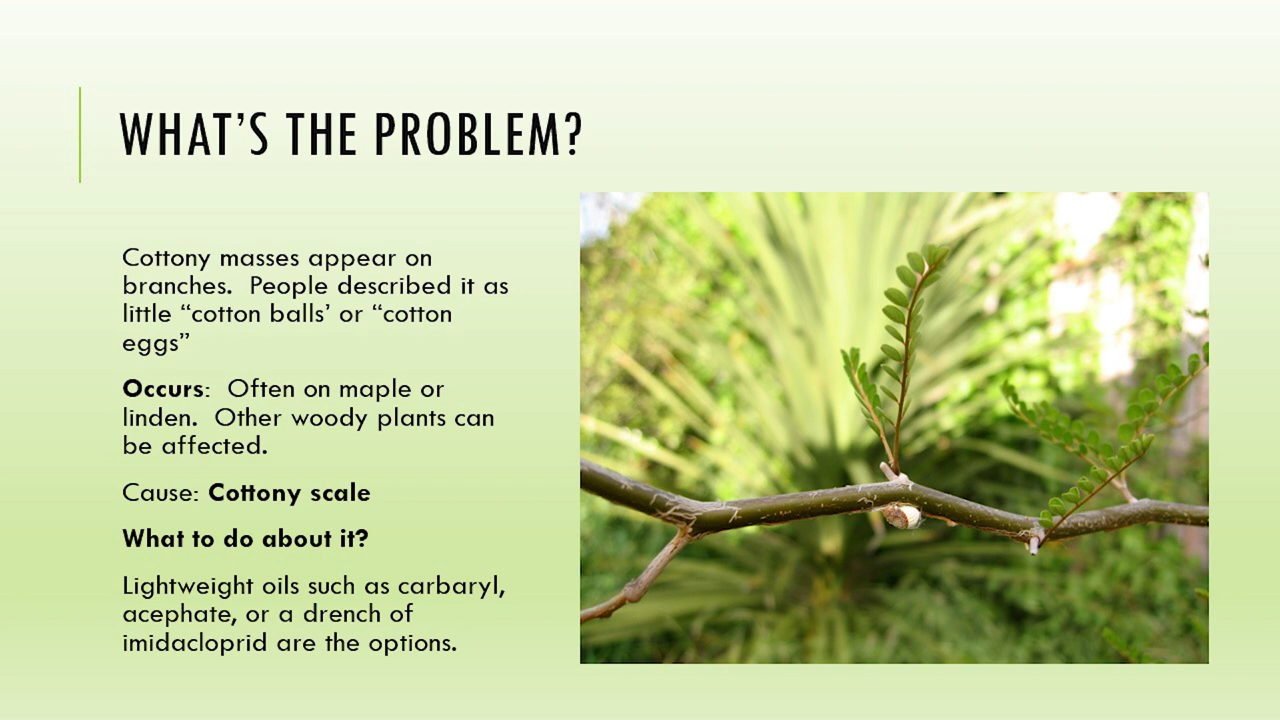 WHAT'S THE PROBLEM?
Cottony masses appear on
branches.  People described it as
little “cotton balls’ or “cotton
eggs”
Occurs:  Often on maple or
linden.  Other woody plants can
be affected.
Cause: Cottony scale
What to do about it?
Lightweight oils such as carbaryl,
acephate, or a drench of
imidacloprid are the options.